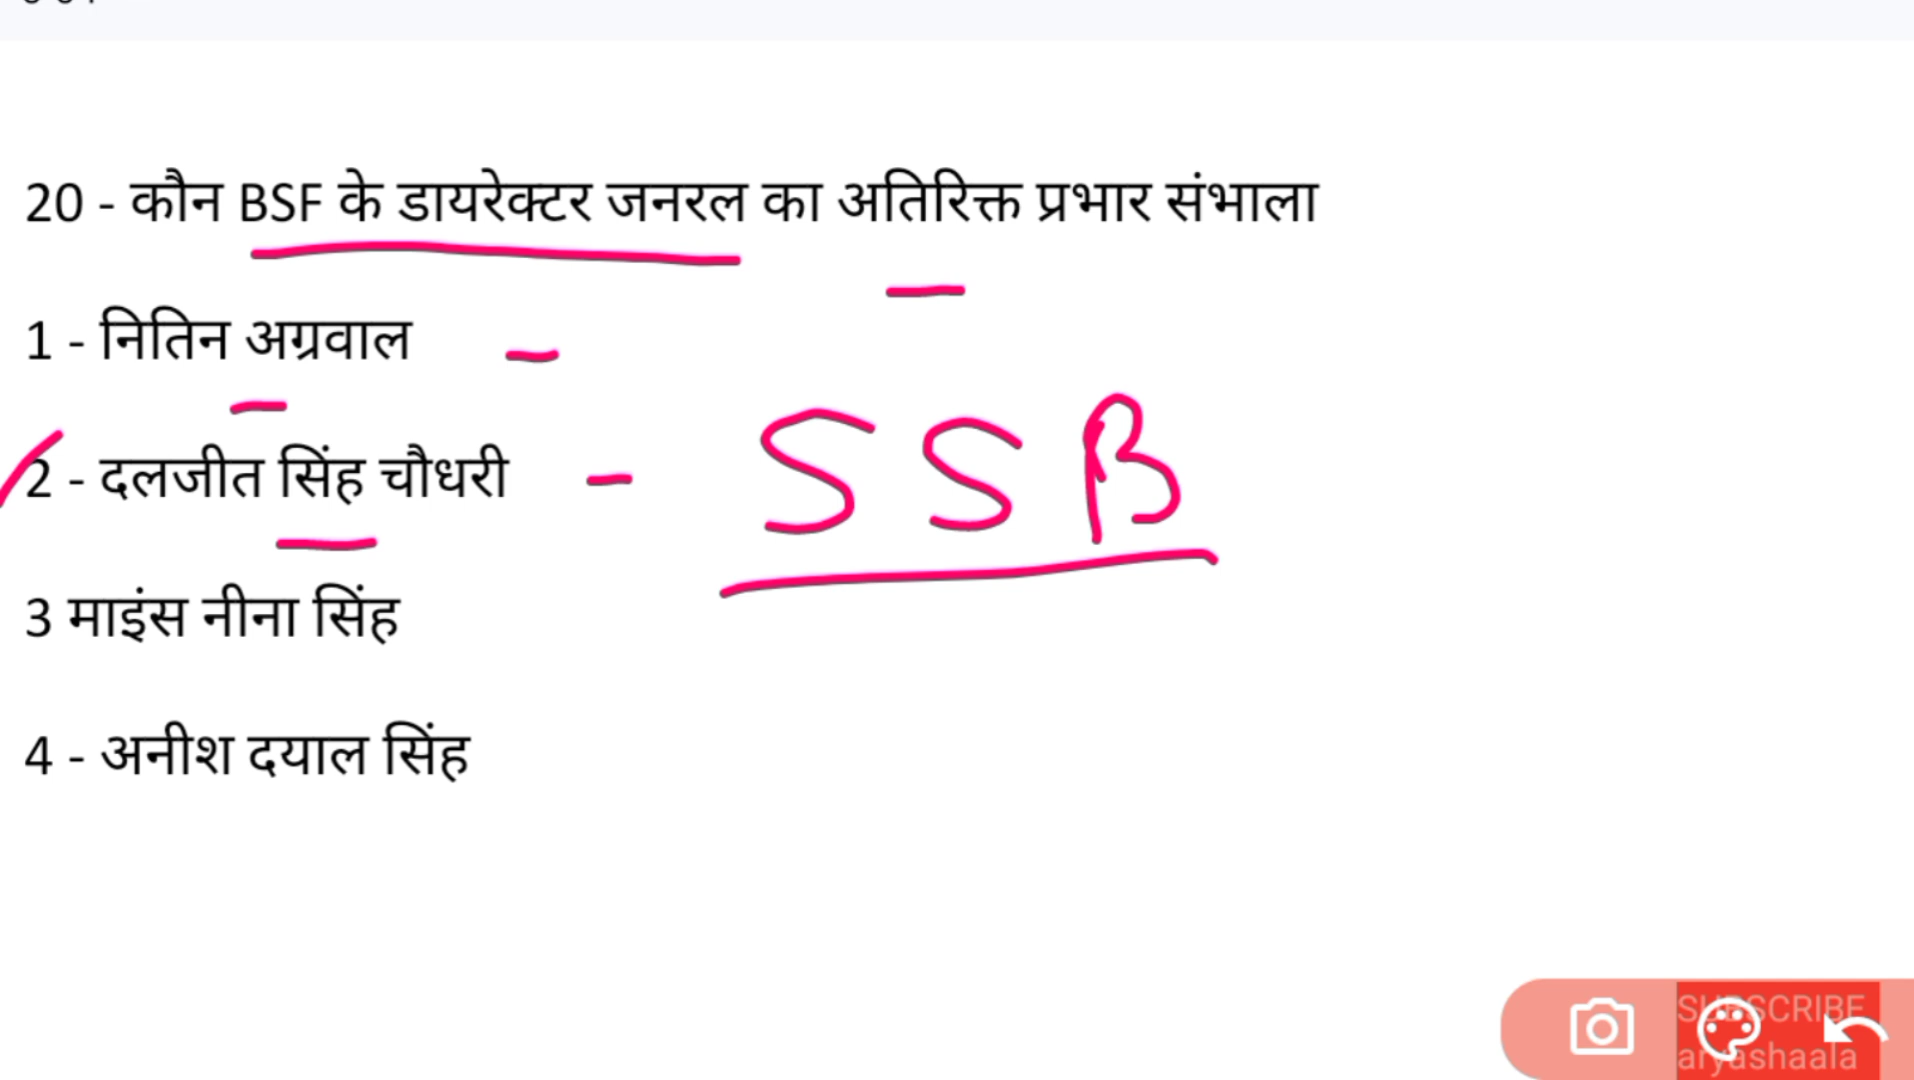 20 - कौन BSF के डायरेक्टर जनरल का अतिरिक्त प्रभार संभाला
1 - नितिन अग्रवाल -
2 - दलजीत सिंह चौधरी - SSB
3 माइंस नीना सिंह
4 - अनीश दयाल सिंह
SUBSCRIBE
aryashaala